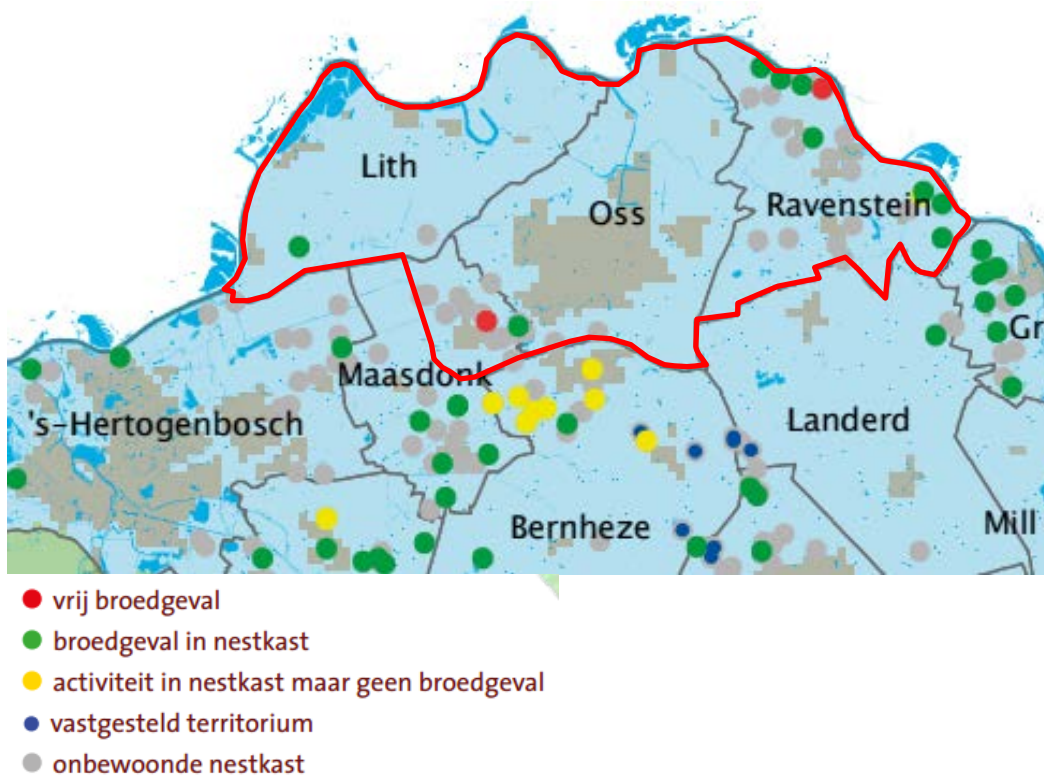 Lith
Oss
Ravenstein
Gr
Maasdonk
's-Hertogenbosch
Landerd
Bernheze
Mill
vrij broedgeval
broedgeval in nestkast
activiteit in nestkast maar geen broedgeval
vastgesteld territorium
onbewoonde nestkast